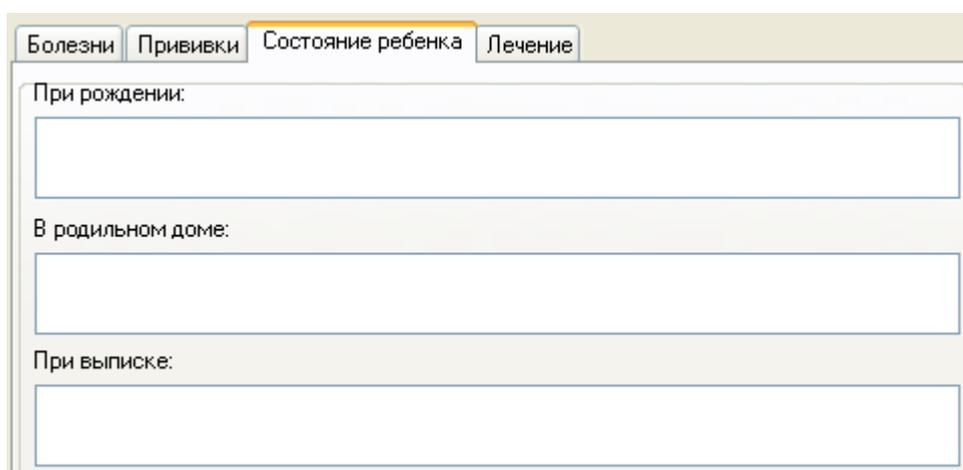 Болезни Прививки Состояние ребенка Лечение
При рождении:
В родильном доме:
При выписке: